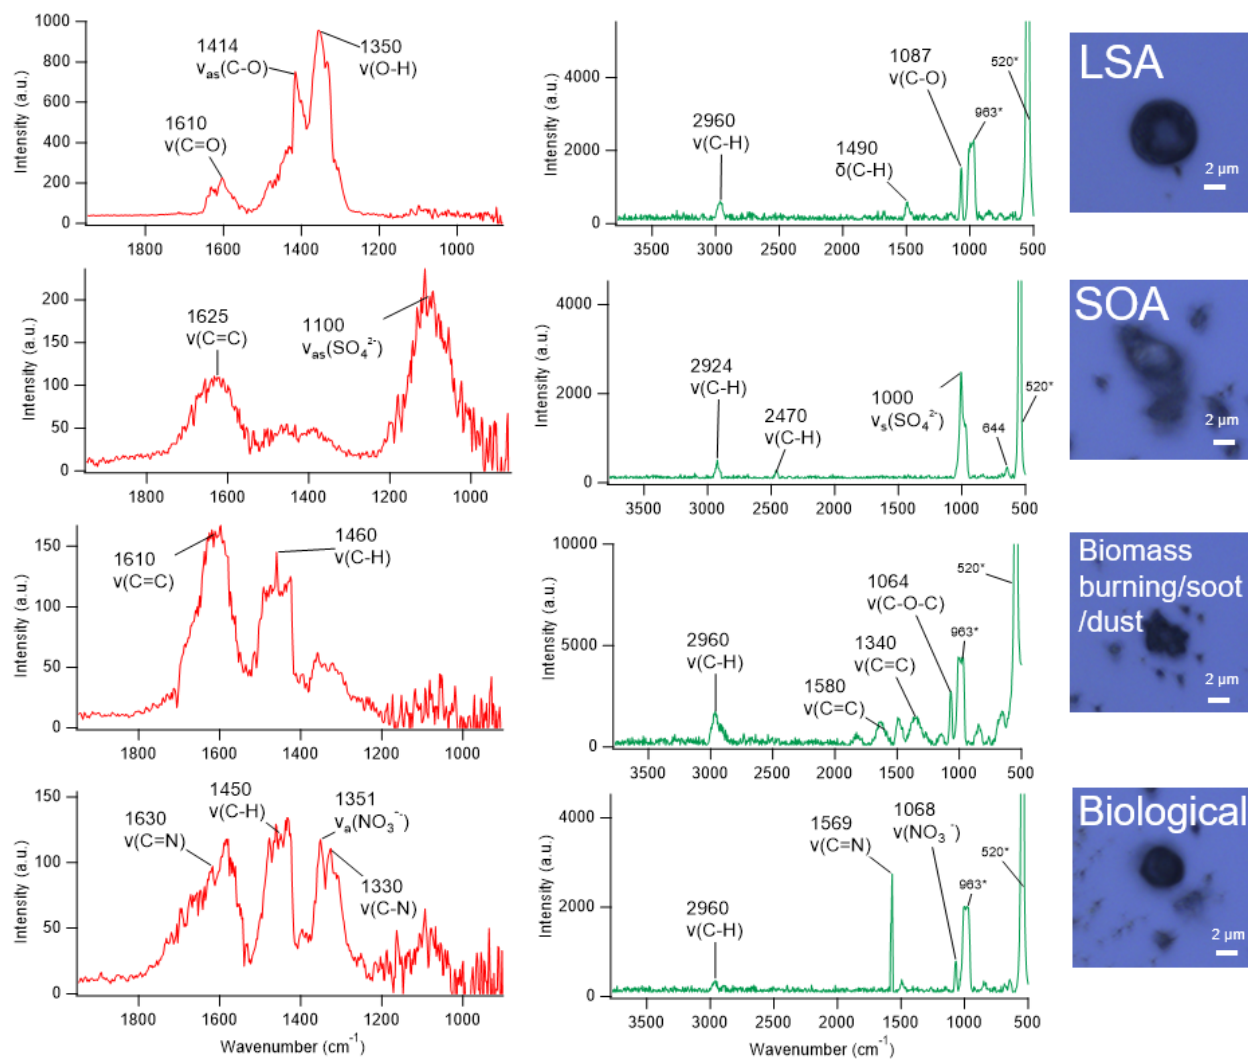 1000
800
600
400
200
0
Intensity (a.u.)
1414
νas(C-O)
1350
ν(O-H)
1610
ν(C=O)
1800
1600
1400
1200
1000
4000
2000
0
Intensity (a.u.)
1087
ν(C-O)
520*
963*
2960
ν(C-H)
1490
δ(C-H)
3500
3000
2500
2000
1500
1000
500
LSA
2 µm
200
150
100
50
0
Intensity (a.u.)
1625
ν(C=C)
1100
νas(SO₄²⁻)
1800
1600
1400
1200
1000
4000
2000
0
Intensity (a.u.)
2924
ν(C-H)
2470
ν(C-H)
1000
νs(SO₄²⁻)
644
520*
3500
3000
2500
2000
1500
1000
500
SOA
2 µm
150
100
50
0
Intensity (a.u.)
1610
ν(C=C)
1460
ν(C-H)
1800
1600
1400
1200
1000
10000
5000
0
Intensity (a.u.)
2960
ν(C-H)
1580
ν(C=C)
1340
ν(C=C)
1064
ν(C-O-C)
963*
520*
3500
3000
2500
2000
1500
1000
500
Biomass
burning/soot
/dust
2 µm
150
100
50
0
Intensity (a.u.)
1630
ν(C=N)
1450
ν(C-H)
1351
νa(NO₃⁻)
1330
ν(C-N)
1800
1600
1400
1200
1000
Wavenumber (cm⁻¹)
4000
2000
0
Intensity (a.u.)
2960
ν(C-H)
1569
ν(C=N)
1068
ν(NO₃⁻)
963*
520*
3500
3000
2500
2000
1500
1000
500
Wavenumber (cm⁻¹)
Biological
2 µm